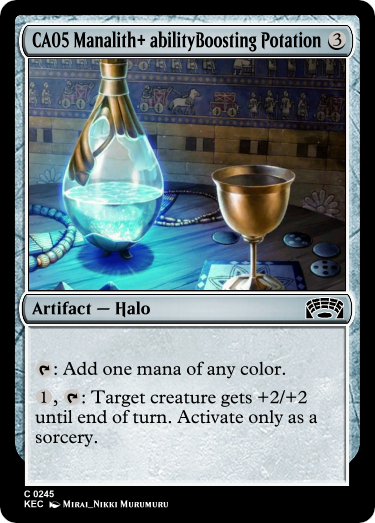 CA05 Manalith+ abilityBoosting Potation 3
Artifact — Halo
: Add one mana of any color.
1, : Target creature gets +2/+2
until end of turn. Activate only as a
sorcery.
C 0245
KEC Mirai_Nikki Murumuru